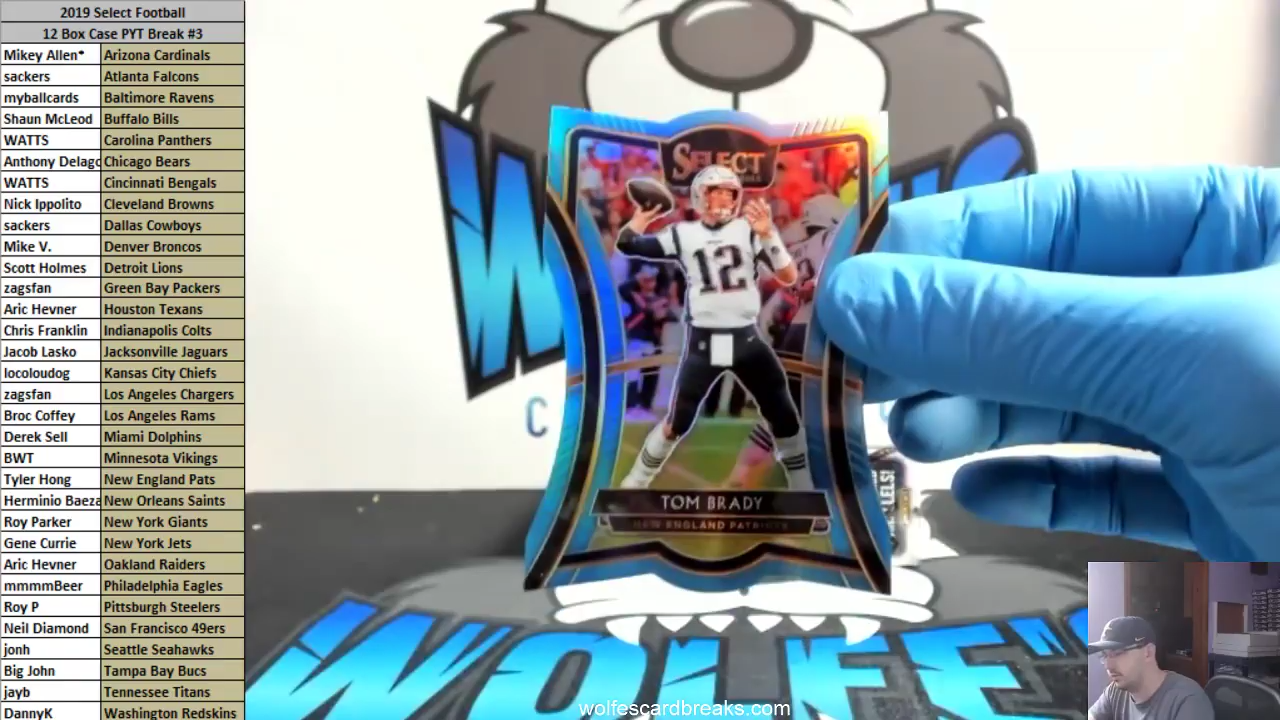 2019 Select Football
12 Box Case PYT Break #3
Mikey Allen* Arizona Cardinals
sackers Atlanta Falcons
myballcards Baltimore Ravens
Shaun McLeod Buffalo Bills
WATTS Carolina Panthers
Anthony Delago Chicago Bears
WATTS Cincinnati Bengals
Nick Ippolito Cleveland Browns
sackers Dallas Cowboys
Mike V. Denver Broncos
Scott Holmes Detroit Lions
zagsfan Green Bay Packers
Aric Hevner Houston Texans
Chris Franklin Indianapolis Colts
Jacob Lasko Jacksonville Jaguars
locoloudog Kansas City Chiefs
zagsfan Los Angeles Chargers
Broc Coffey Los Angeles Rams
Derek Sell Miami Dolphins
BWT Minnesota Vikings
Tyler Hong New England Pats
Herminio Baeza New Orleans Saints
Roy Parker New York Giants
Gene Currie New York Jets
Aric Hevner Oakland Raiders
mmmmBeer Philadelphia Eagles
Roy P Pittsburgh Steelers
Neil Diamond San Francisco 49ers
jonh Seattle Seahawks
Big John Tampa Bay Bucs
jayb Tennessee Titans
DannyK Washington Redskins
SELECT
12
TOM BRADY
NEW ENGLAND PATRIOTS
WOLFE'S
wolfescardbreaks.com